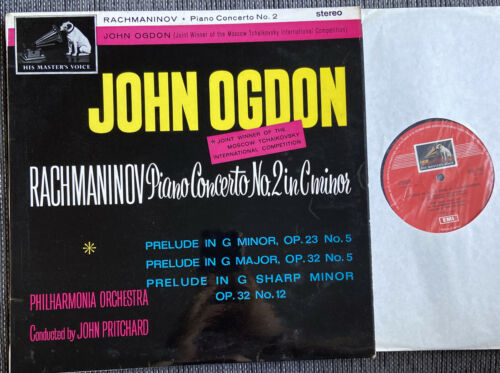 RACHMANINOV • Piano Concerto No. 2 stereo
JOHN OGDON (Joint Winner of the Moscow Tchaikovsky International Competition)
HIS MASTER'S VOICE
JOHN OGDON
* JOINT WINNER OF THE
MOSCOW TCHAIKOVSKY
INTERNATIONAL COMPETITION
RACHMANINOV Piano Concerto No. 2 in C minor
*
PRELUDE IN G MINOR, OP. 23 No. 5
PRELUDE IN G MAJOR, OP. 32 No. 5
PRELUDE IN G SHARP MINOR
OP. 32 No. 12
PHILHARMONIA ORCHESTRA
Conducted by JOHN PRITCHARD
EMI